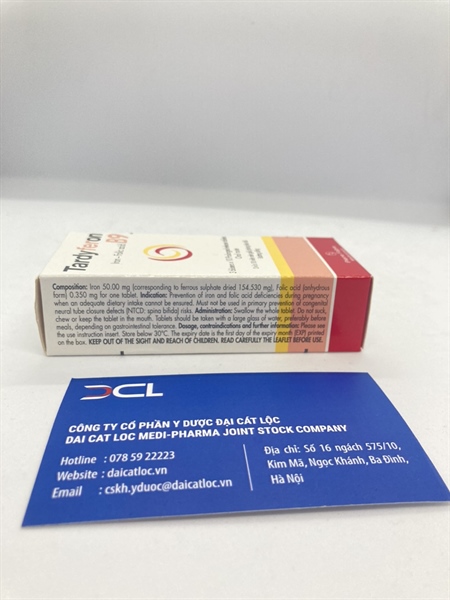 Tardyferon
B9
Composition: Iron 50.00 mg (corresponding to ferrous sulphate dried 154.530 mg), Folic acid (anhydrous
form) 0.350 mg for one tablet. Indication: Prevention of iron and folic acid deficiencies during pregnancy
when an adequate dietary intake cannot be ensured. Must not be used in primary prevention of congenital
neural tube closure defects (NTCD: spina bifida) risks. Administration: Swallow the whole tablet. Do not suck,
chew or keep the tablet in the mouth. Tablets should be taken with a large glass of water, preferably before
meals, depending on gastrointestinal tolerance. Dosage, contraindications and further information: Please see
the use instruction insert. Store below 30°C. The expiry date is the first day of the expiry month (EXP) printed
on the box. KEEP OUT OF THE SIGHT AND REACH OF CHILDREN. READ CAREFULLY THE LEAFLET BEFORE USE.
DCL
CÔNG TY CỔ PHẦN Y DƯỢC ĐẠI CÁT LỘC
DAI CAT LOC MEDI-PHARMA JOINT STOCK COMPANY
Hotline : 078 59 22223
Website : daicatloc.vn
Email : cskh.yduoc@daicatloc.vn
Địa chỉ: Số 16 ngách 575/10,
Kim Mã, Ngọc Khánh, Ba Đình,
Hà Nội